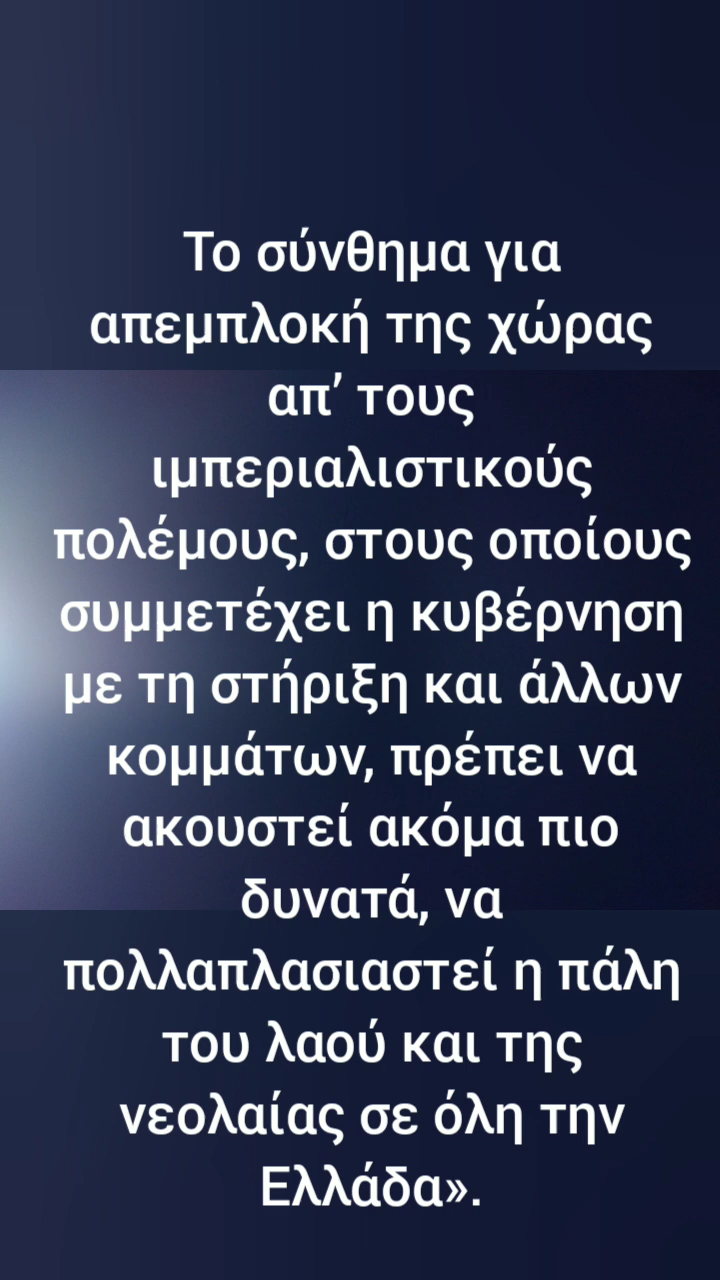 Το σύνθημα για
απεμπλοκή της χώρας
απ’ τους
ιμπεριαλιστικούς
πολέμους, στους οποίους
συμμετέχει η κυβέρνηση
με τη στήριξη και άλλων
κομμάτων, πρέπει να
ακουστεί ακόμα πιο
δυνατά, να
πολλαπλασιαστεί η πάλη
του λαού και της
νεολαίας σε όλη την
Ελλάδα».